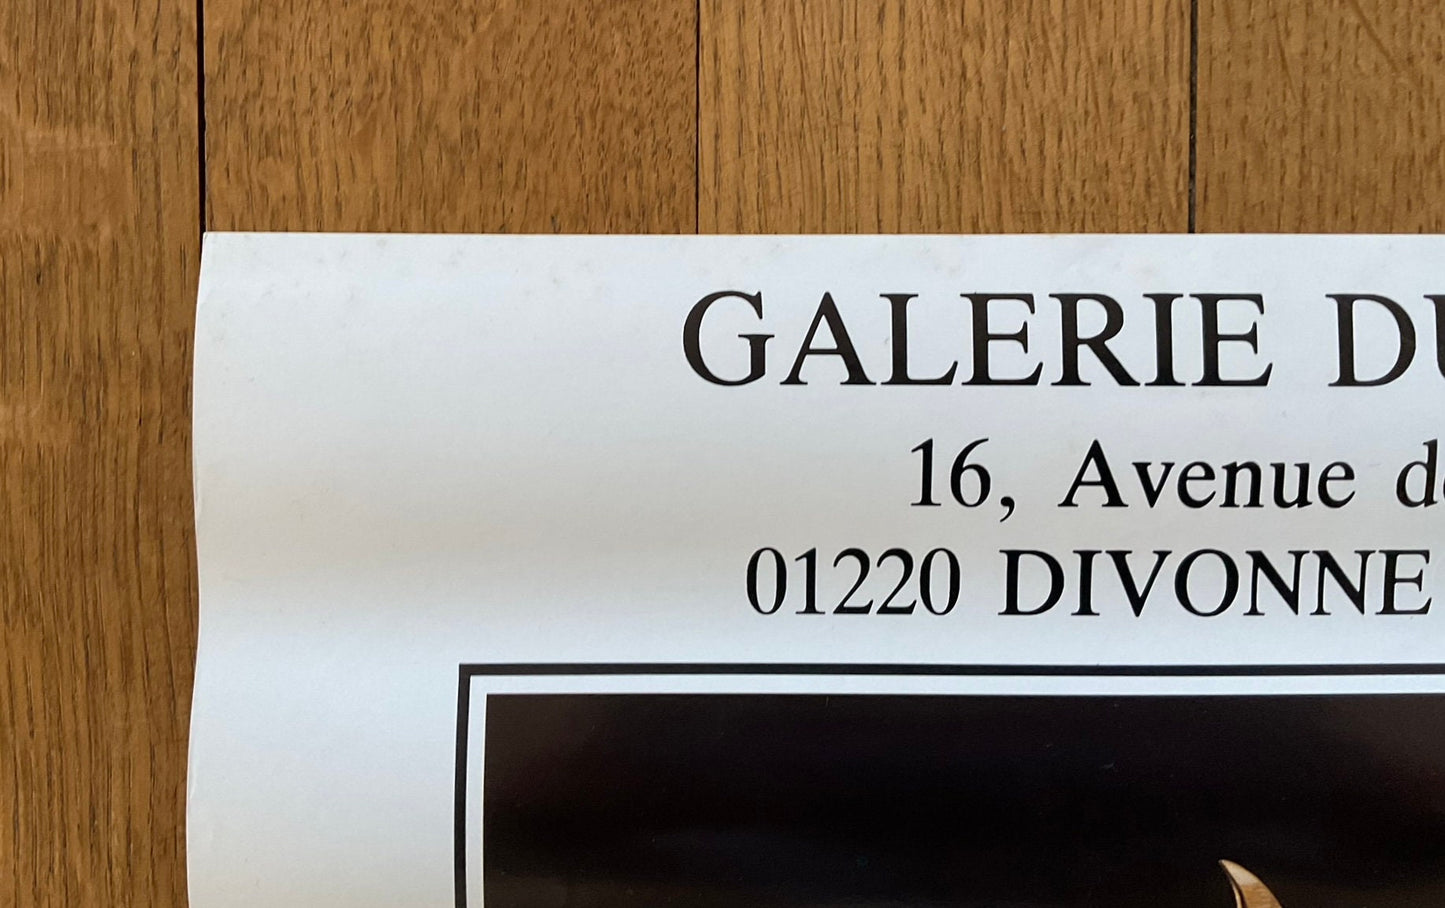 GALERIE DU
16, Avenue de
01220 DIVONNE